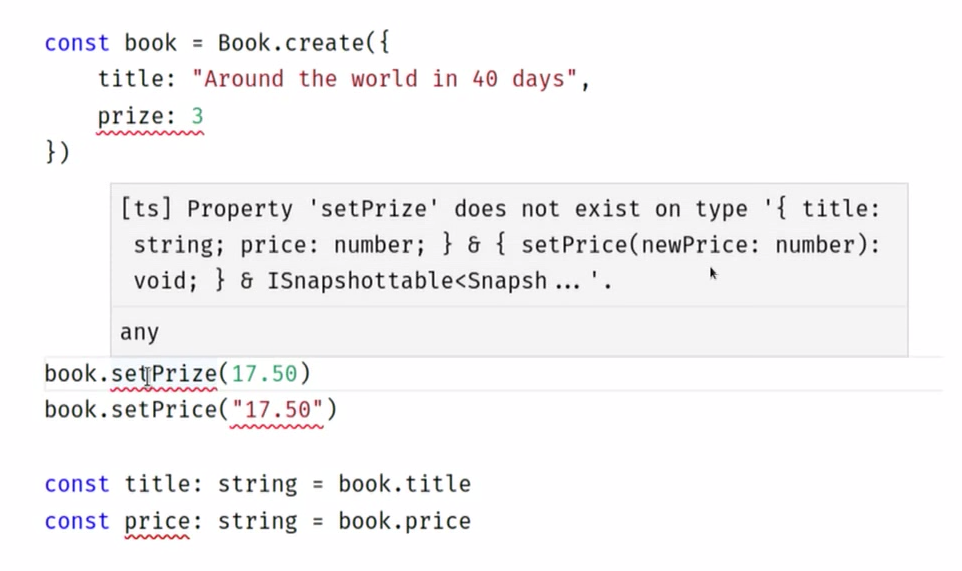 const book = Book.create({
    title: "Around the world in 40 days",
    prize: 3
})
[ts] Property 'setPrize' does not exist on type '{ title:
string; price: number; } & { setPrice(newPrice: number):
void; } & ISnapshottable<Snapsh...'.
any
book.setPrize(17.50)
book.setPrice("17.50")
const title: string = book.title
const price: string = book.price